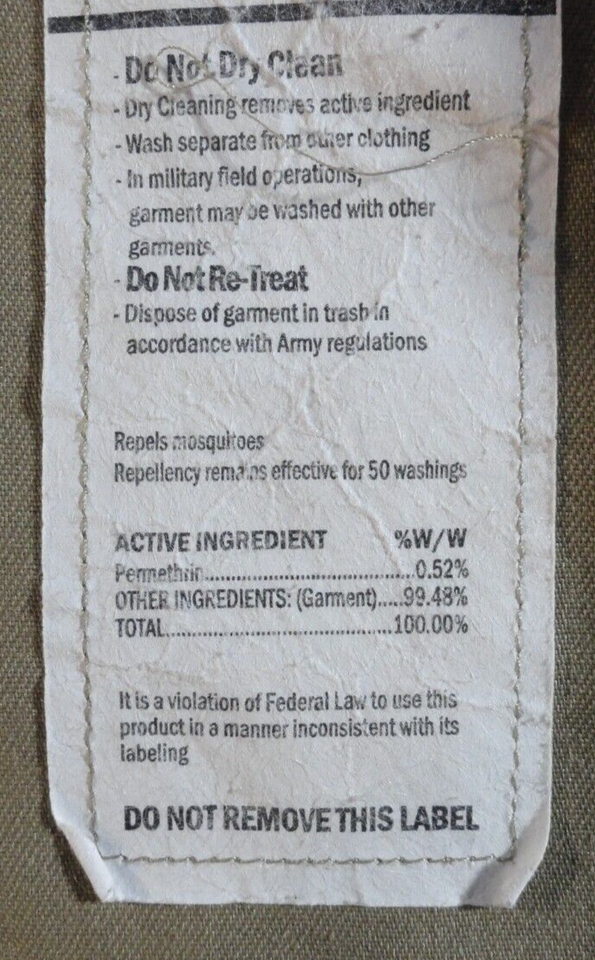 - Do Not Dry Clean
- Dry Cleaning removes active ingredient
- Wash separate from other clothing
- In military field operations,
garment may be washed with other
garments.
- Do Not Re-Treat
- Dispose of garment in trash in
accordance with Army regulations
Repels mosquitoes
Repellency remains effective for 50 washings
ACTIVE INGREDIENT %W/W
Permethrin.......................................0.52%
OTHER INGREDIENTS: (Garment).....99.48%
TOTAL..........................................100.00%
It is a violation of Federal Law to use this
product in a manner inconsistent with its
labeling
DO NOT REMOVE THIS LABEL